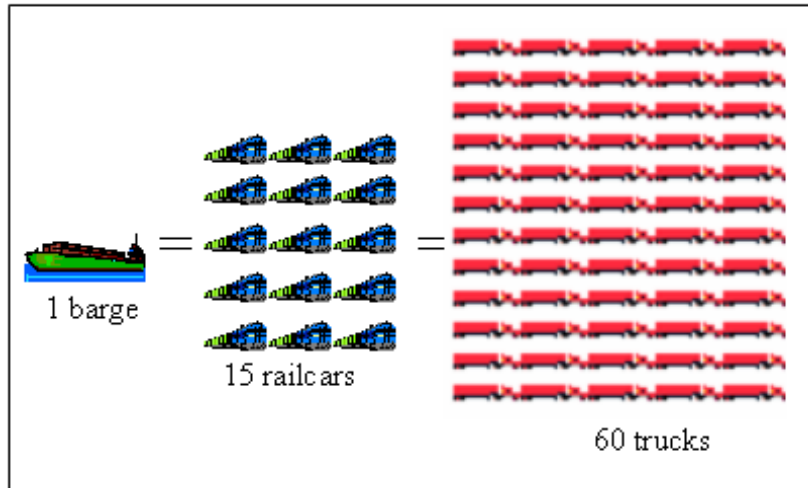 1 barge
=
15 railcars
=
60 trucks